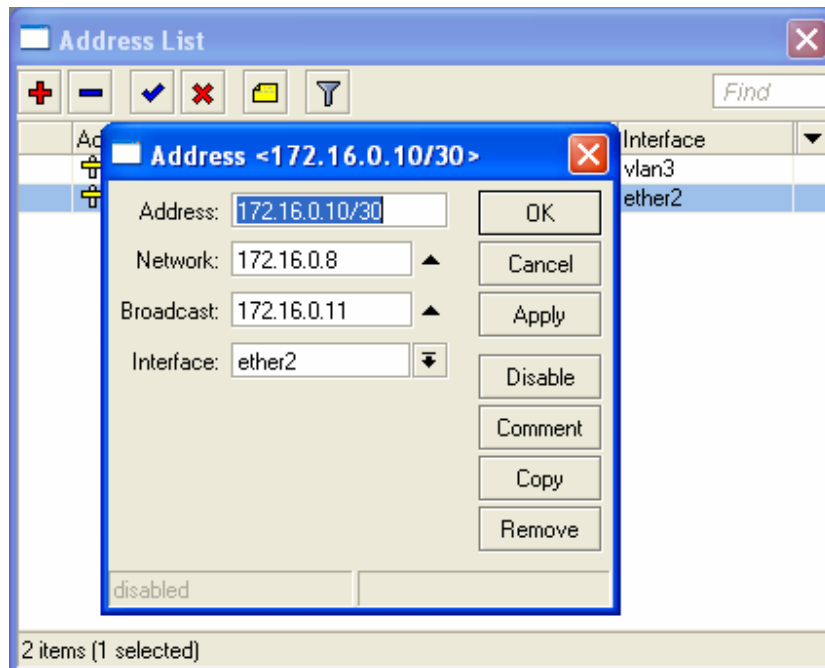 Address List
Find
Ad
Interface
vlan3
ether2
Address <172.16.0.10/30>
Address: 172.16.0.10/30
Network: 172.16.0.8
Broadcast: 172.16.0.11
Interface: ether2
OK
Cancel
Apply
Disable
Comment
Copy
Remove
disabled
2 items (1 selected)